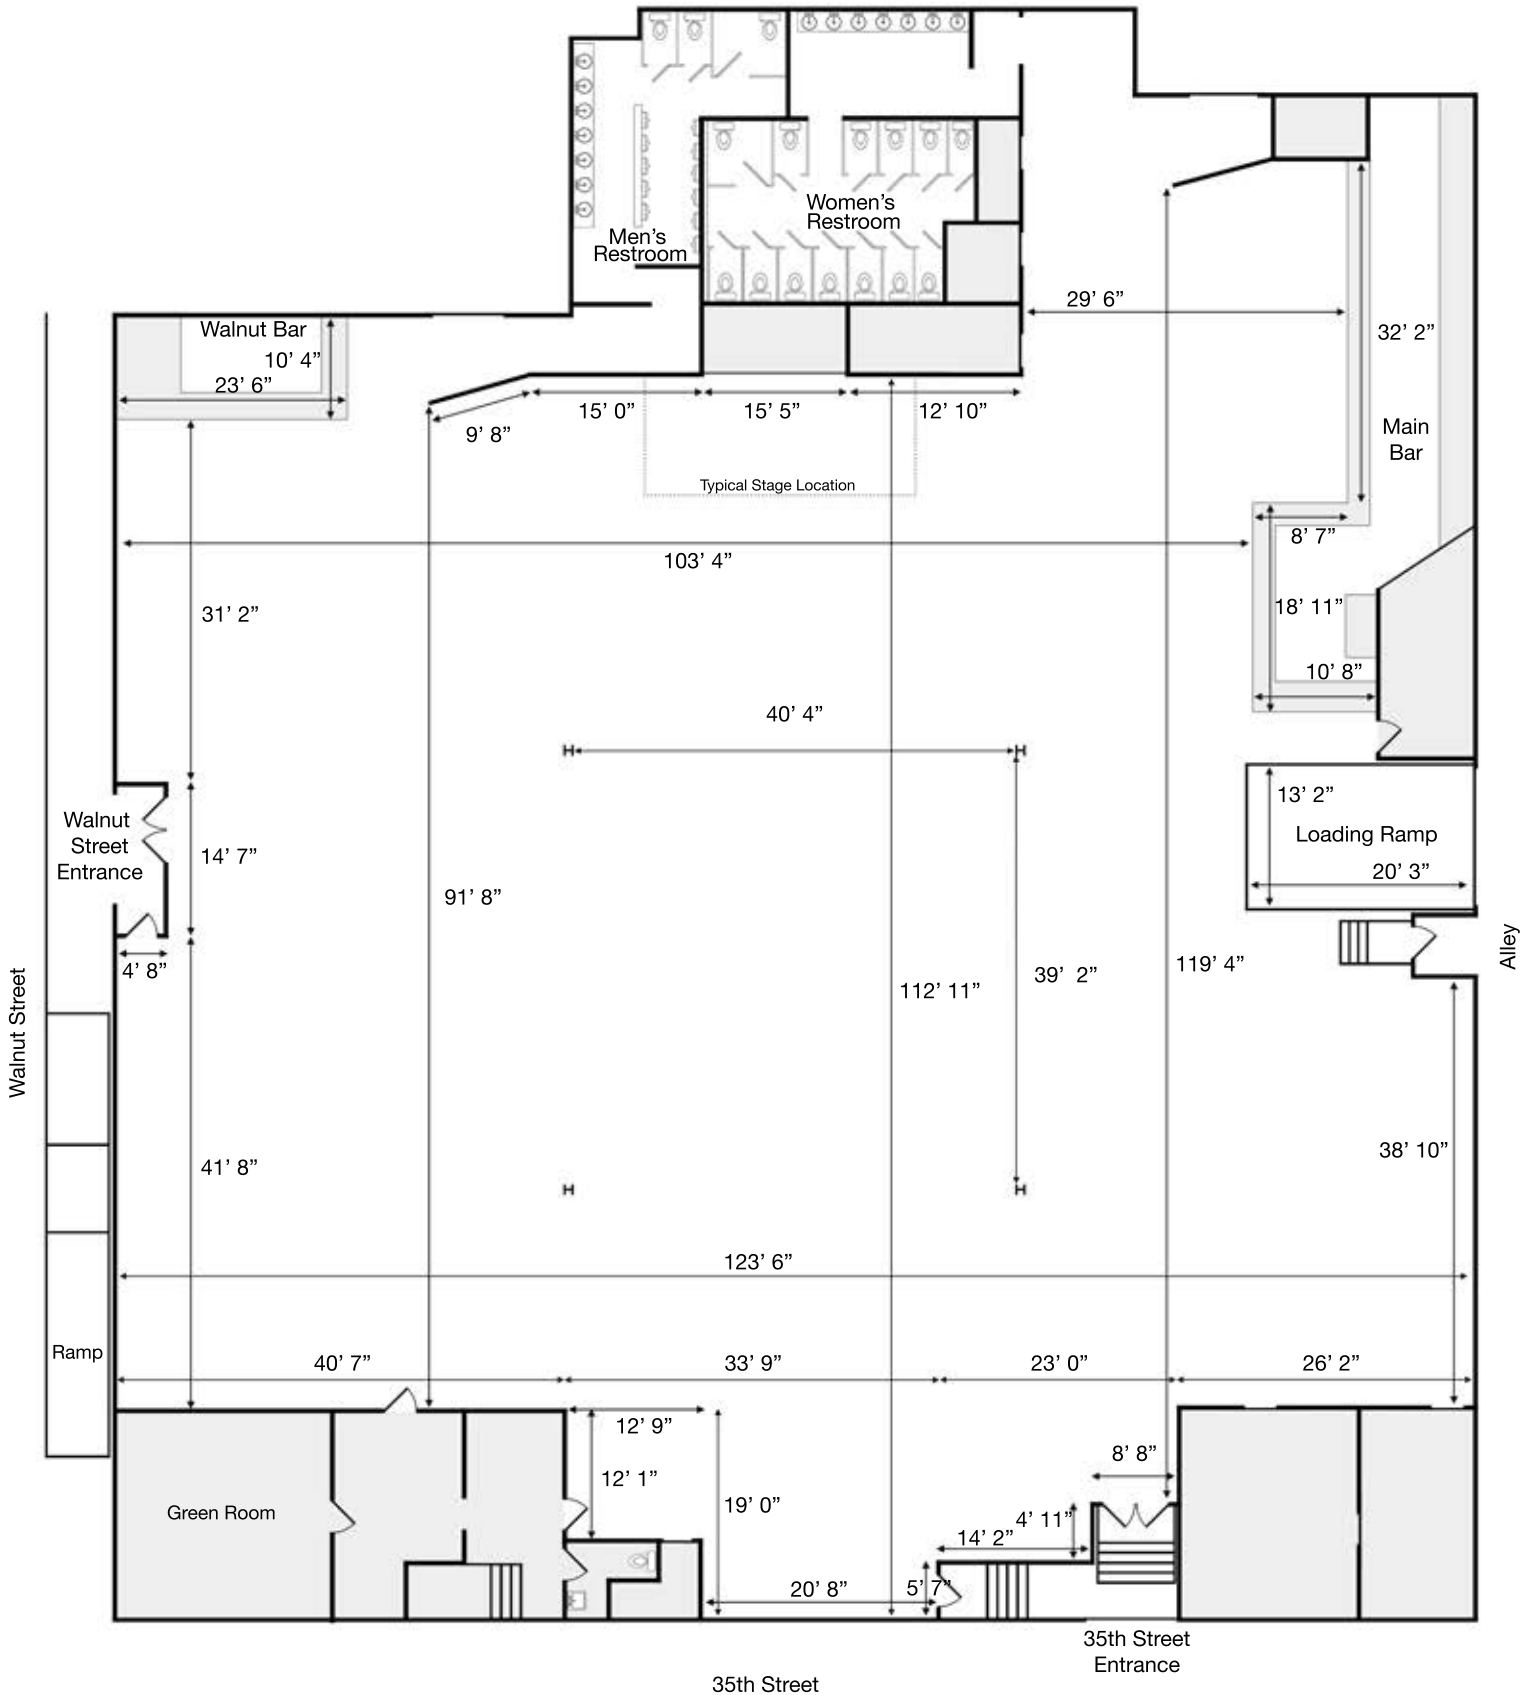 Women’s
Restroom
Men’s
Restroom
29’ 6”
Walnut Bar
32’ 2”
10’ 4”
23’ 6”
15’ 0”
15’ 5”
12’ 10”
9’ 8”
Main
Bar
Typical Stage Location
8’ 7”
103’ 4”
31’ 2”
18’ 11”
10’ 8”
40’ 4”
H
H
13’ 2”
Walnut
Street
Entrance
Loading Ramp
14’ 7”
20’ 3”
91’ 8”
Alley
4’ 8”
119’ 4”
39’ 2”
112’ 11”
Walnut Street
38’ 10”
41’ 8”
H
H
123’ 6”
Ramp
40’ 7”
33’ 9”
23’ 0”
26’ 2”
12’ 9”
8’ 8”
12’ 1”
19’ 0”
Green Room
4’ 11”
14’ 2”
20’ 8”
5’ 7”
35th Street
Entrance
35th Street